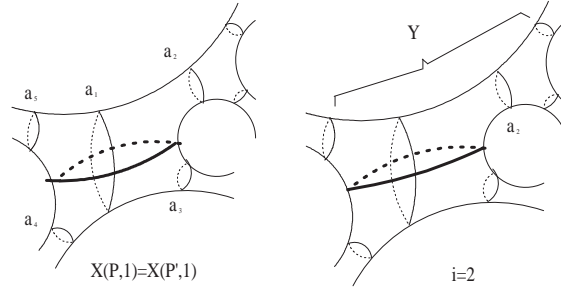 a₂
a₅ a₁
a₄
a₃
X(P,1)=X(P',1)
Y
a₂
i=2